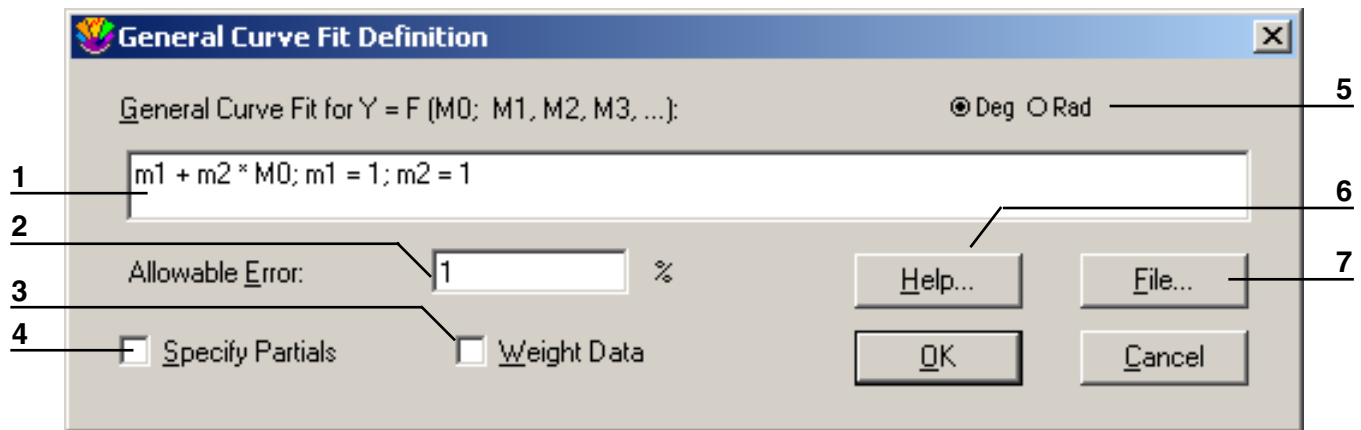 General Curve Fit Definition
General Curve Fit for Y = F (M0;  M1, M2, M3, ...):
Deg Rad
5
m1 + m2 * M0; m1 = 1; m2 = 1
1
6
2
Allowable Error:
1
%
Help...
File...
7
3
4
Specify Partials
Weight Data
OK
Cancel